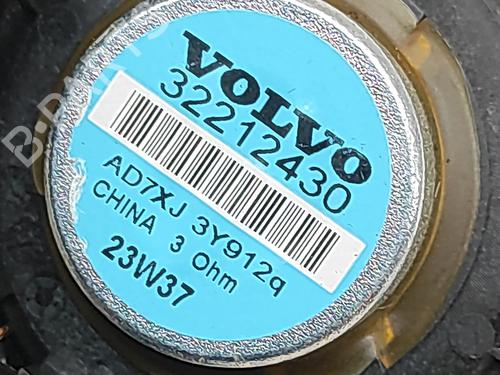 VOLVO
32212430
AD7XJ 3Y912q
CHINA 3 Ohm
23W37